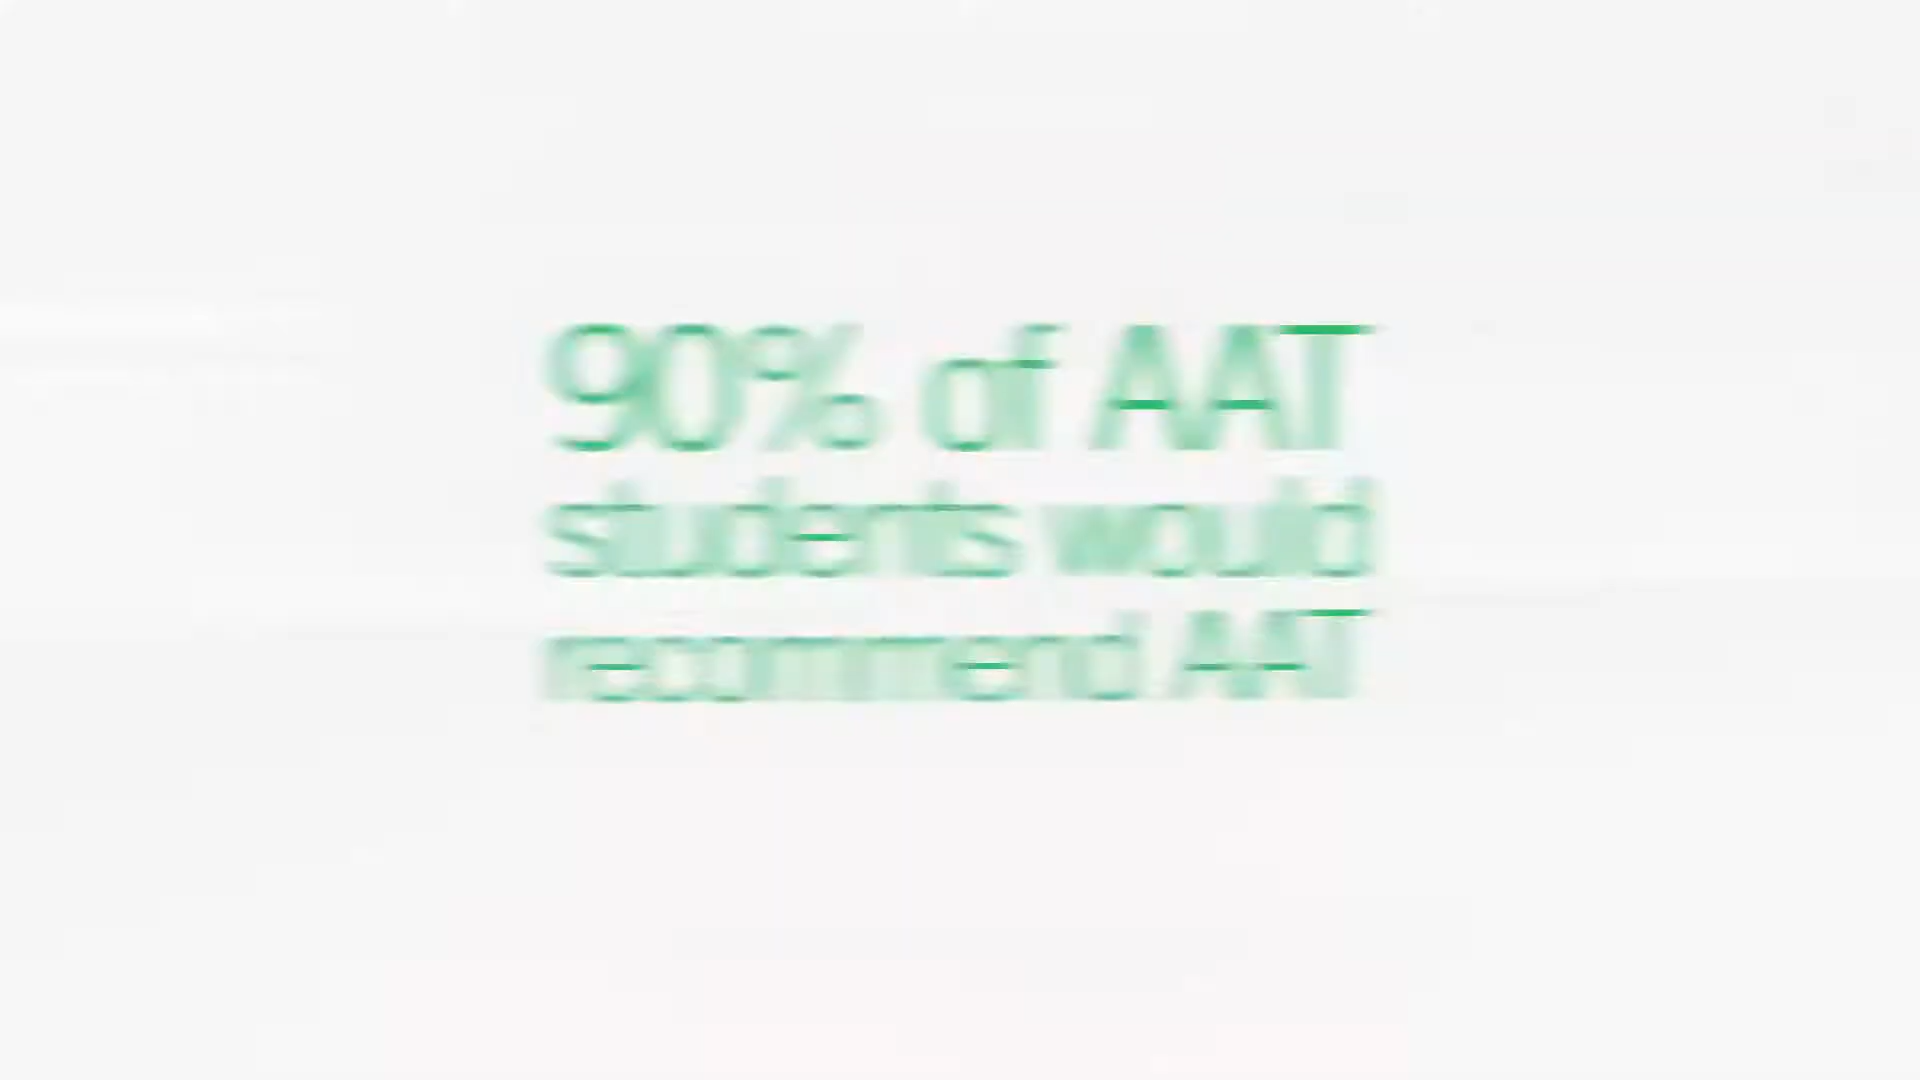 90% of AAT
students would
recommend AAT